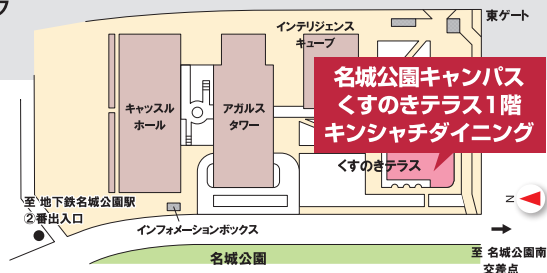 インテリジェンス
キューブ
東ゲート
名城公園キャンパス
くすのきテラス1階
キンシャチダイニング
キャッスル
ホール
アガルス
タワー
くすのきテラス
至 地下鉄名城公園駅
②番出入口
インフォメーションボックス
N
名城公園
至 名城公園南
交差点